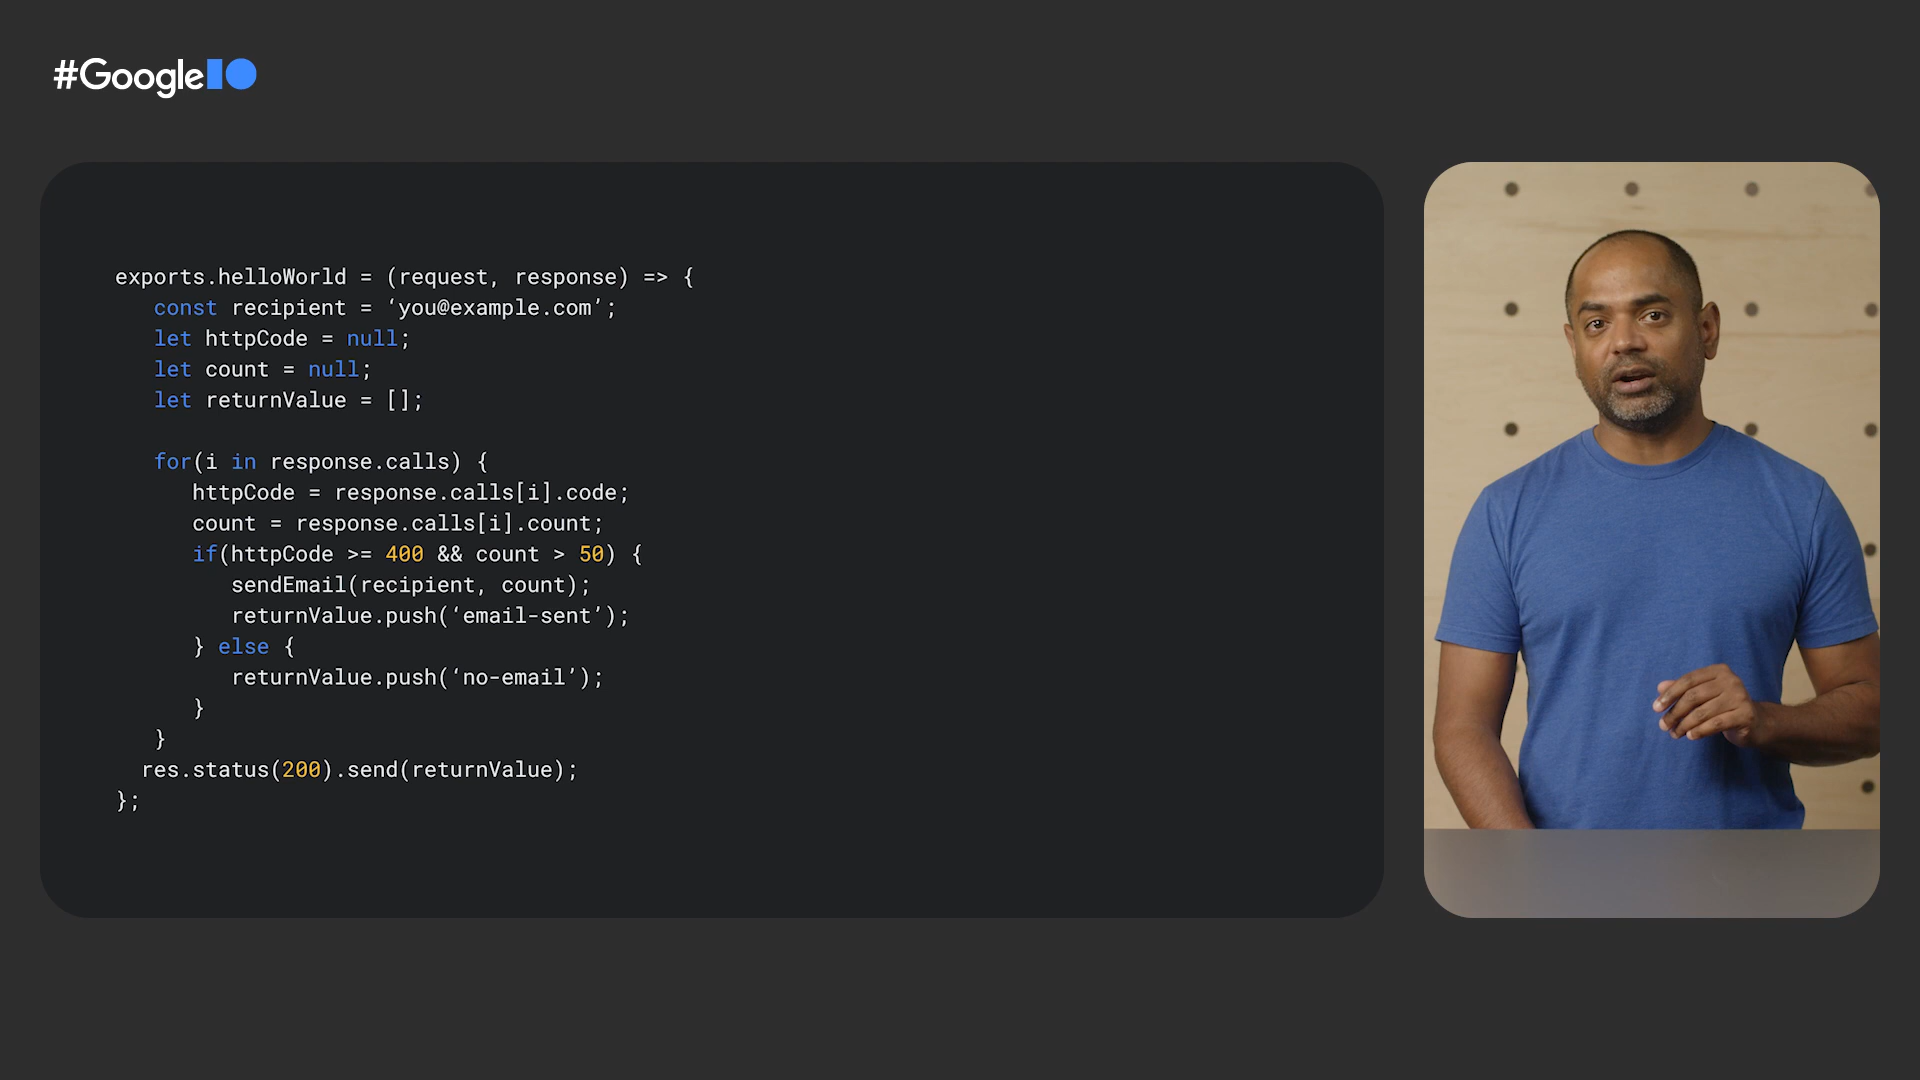 #GoogleIO
exports.helloWorld = (request, response) => {
   const recipient = ‘you@example.com’;
   let httpCode = null;
   let count = null;
   let returnValue = [];

   for(i in response.calls) {
      httpCode = response.calls[i].code;
      count = response.calls[i].count;
      if(httpCode >= 400 && count > 50) {
         sendEmail(recipient, count);
         returnValue.push(‘email-sent’);
      } else {
         returnValue.push(‘no-email’);
      }
   }
  res.status(200).send(returnValue);
};